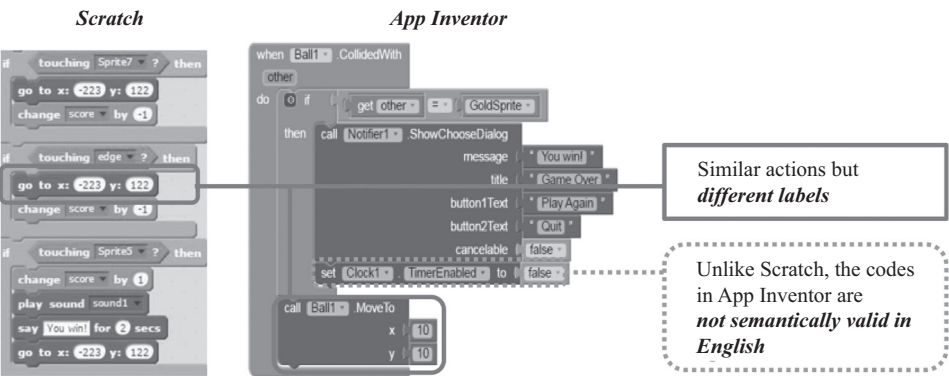 Scratch
App Inventor
if touching Sprite7 ? then
go to x: -223 y: 122
change score by -1
if touching edge ? then
go to x: -223 y: 122
change score by -1
if touching Sprite5 ? then
change score by 1
play sound sound1
say You win! for 2 secs
go to x: -223 y: 122
when Ball1 .CollidedWith
other
do if get other = GoldSprite
then call Notifier1 .ShowChooseDialog
message " You win! "
title " Game Over "
button1Text " Play Again "
button2Text " Quit "
cancelable false
set Clock1 . TimerEnabled to false
call Ball1 .MoveTo
x 10
y 10
Similar actions but
different labels
Unlike Scratch, the codes
in App Inventor are
not semantically valid in
English